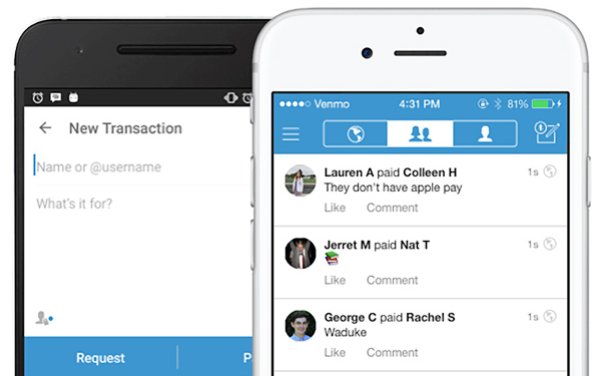 New Transaction
Name or @username
What's it for?
Request
P
Venmo 4:31 PM 81%
Lauren A paid Colleen H 1s
They don't have apple pay
Like Comment
Jerret M paid Nat T 1s
Like Comment
George C paid Rachel S 1s
Waduke
Like Comment